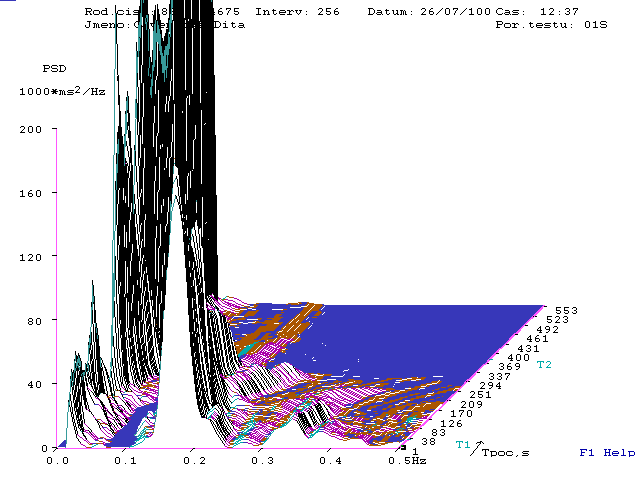 Rod.cis 4675 Interv: 256 Datum: 26/07/100 Cas: 12:37
Jmeno: Dita Por.testu: 01S
PSD
1000*ms2/Hz
200
160
120
80
40
0
0.0 0.1 0.2 0.3 0.4 0.5Hz
553
523
492
461
431
400
369
337
294
251
209
170
126
83
38
1
T2
T1
Tpoc,s
F1 Help